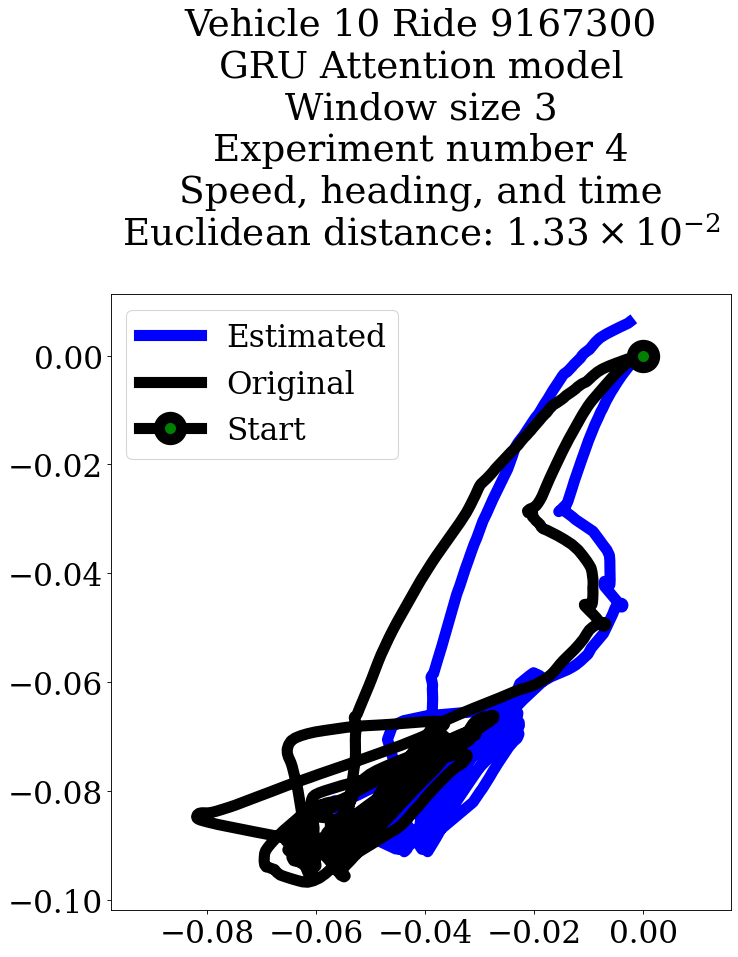 Vehicle 10 Ride 9167300
GRU Attention model
Window size 3
Experiment number 4
Speed, heading, and time
Euclidean distance: 1.33 × 10⁻²
Estimated
Original
Start
0.00
−0.02
−0.04
−0.06
−0.08
−0.10
−0.08 −0.06 −0.04 −0.02 0.00